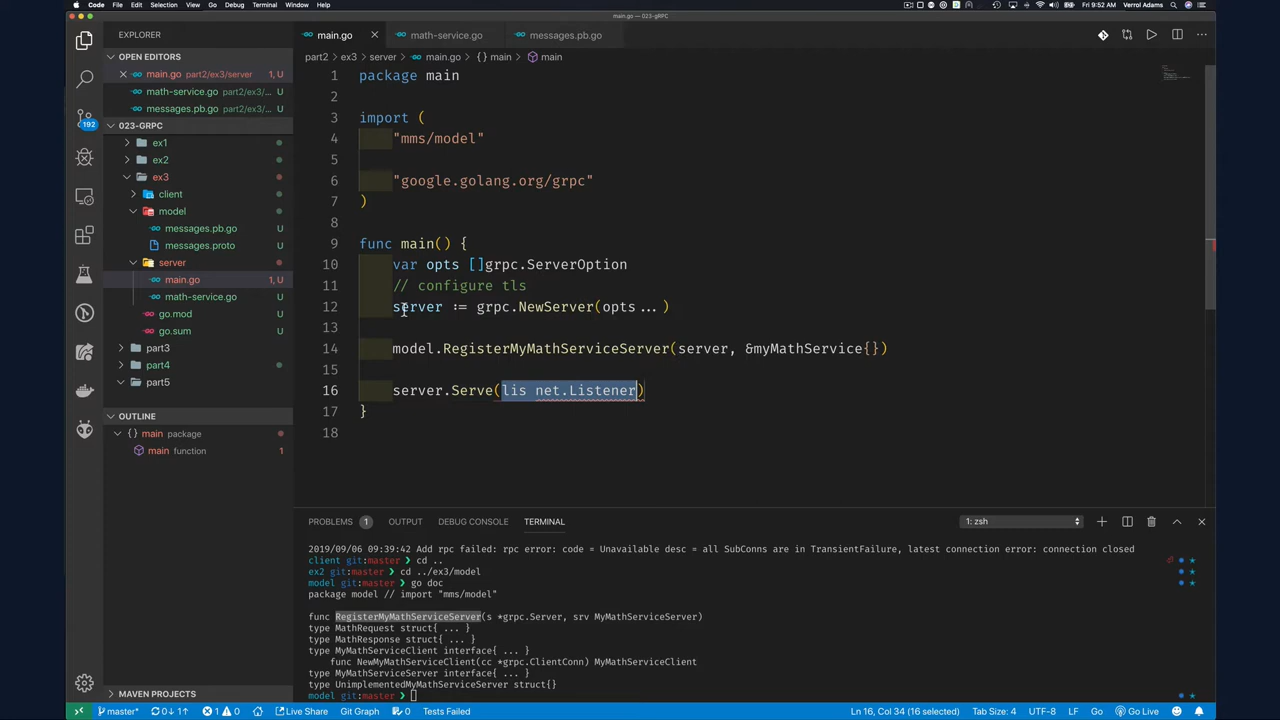 Code File Edit Selection View Go Debug Terminal Window Help Fri 9:52 AM Verrol Adams
main.go — 023-gRPC
EXPLORER
OPEN EDITORS
main.go part2/ex3/server 1, U
math-service.go part2/ex3/... U
messages.pb.go part2/ex3/... U
023-GRPC
ex1
ex2
ex3
client
model
messages.pb.go U
messages.proto U
server
main.go 1, U
math-service.go U
go.mod U
go.sum U
part3
part4
part5
OUTLINE
{ } main package
main function 1
MAVEN PROJECTS
192
main.go
math-service.go
messages.pb.go
part2 › ex3 › server › main.go › { } main › main
1 package main
2
3 import (
4 "mms/model"
5
6 "google.golang.org/grpc"
7 )
8
9 func main() {
10 var opts []grpc.ServerOption
11 // configure tls
12 server := grpc.NewServer(opts...)
13
14 model.RegisterMyMathServiceServer(server, &myMathService{})
15
16 server.Serve(lis net.Listener)
17 }
18
PROBLEMS 1 OUTPUT DEBUG CONSOLE TERMINAL 1: zsh
2019/09/06 09:39:42 Add rpc failed: rpc error: code = Unavailable desc = all SubConns are in TransientFailure, latest connection error: connection closed
client git:master› cd ..
ex2 git:master› cd ../ex3/model
model git:master› go doc
package model // import "mms/model"
func RegisterMyMathServiceServer(s *grpc.Server, srv MyMathServiceServer)
type MathRequest struct{ ... }
type MathResponse struct{ ... }
type MyMathServiceClient interface{ ... }
func NewMyMathServiceClient(cc *grpc.ClientConn) MyMathServiceClient
type MyMathServiceServer interface{ ... }
type UnimplementedMyMathServiceServer struct{}
model git:master›
master* 0↓ 1↑ 1 0 Live Share Git Graph 0 Tests Failed Ln 16, Col 34 (16 selected) Tab Size: 4 UTF-8 LF Go Go Live